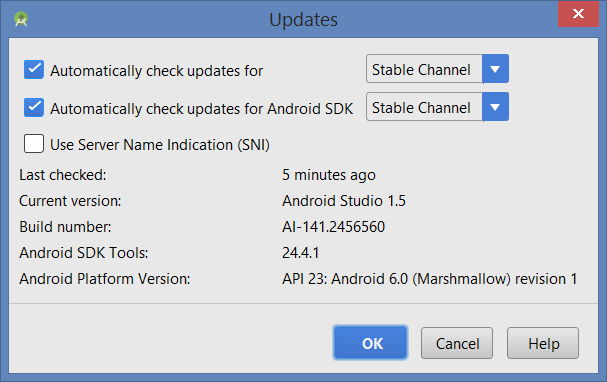 Updates
Automatically check updates for Stable Channel
Automatically check updates for Android SDK Stable Channel
Use Server Name Indication (SNI)
Last checked: 5 minutes ago
Current version: Android Studio 1.5
Build number: AI-141.2456560
Android SDK Tools: 24.4.1
Android Platform Version: API 23: Android 6.0 (Marshmallow) revision 1
OK Cancel Help